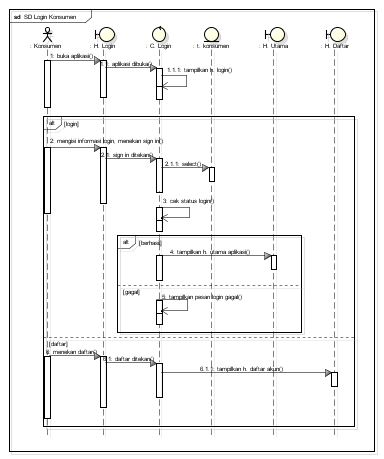 sd SD Login Konsumen
: Konsumen
: H. Login
: C. Login
: t. konsumen
: H. Utama
: H. Daftar
1: buka aplikasi()
1.1: aplikasi dibuka()
1.1.1: tampilkan h. login()
alt
[login]
2: mengisi informasi login, menekan sign in()
2.1: sign in ditekan()
2.1.1: select()
3: cek status login()
alt
[berhasil]
4: tampilkan h. utama aplikasi()
[gagal]
5: tampilkan pesan login gagal()
[daftar]
6: menekan daftar()
6.1: daftar ditekan()
6.1.1: tampilkan h. daftar akun()